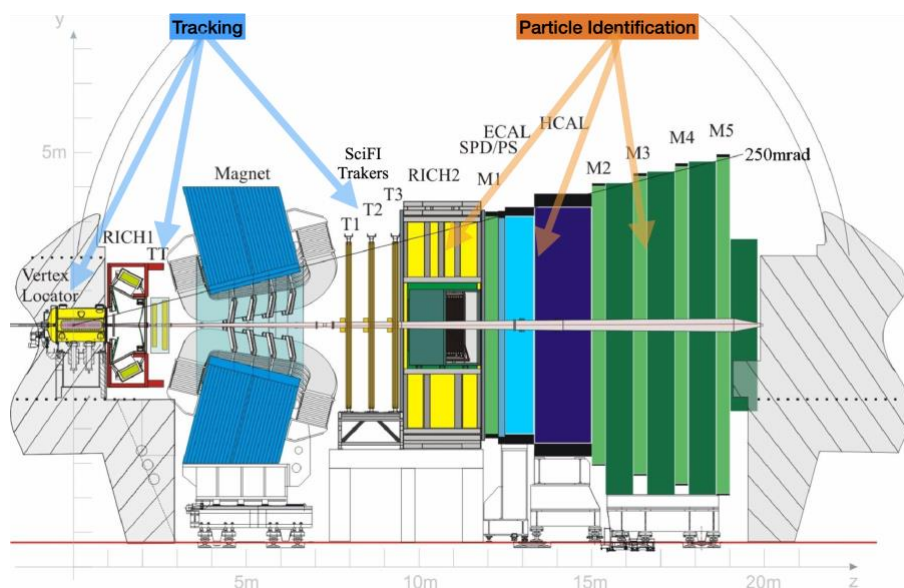 Tracking
Particle Identification
y
5m
ECAL
HCAL
SPD/PS
M1
M2
M3
M4
M5
250mrad
SciFI
Trakers
T1
T2
T3
RICH2
Magnet
RICH1
TT
Vertex
Locator
5m
10m
15m
20m
z